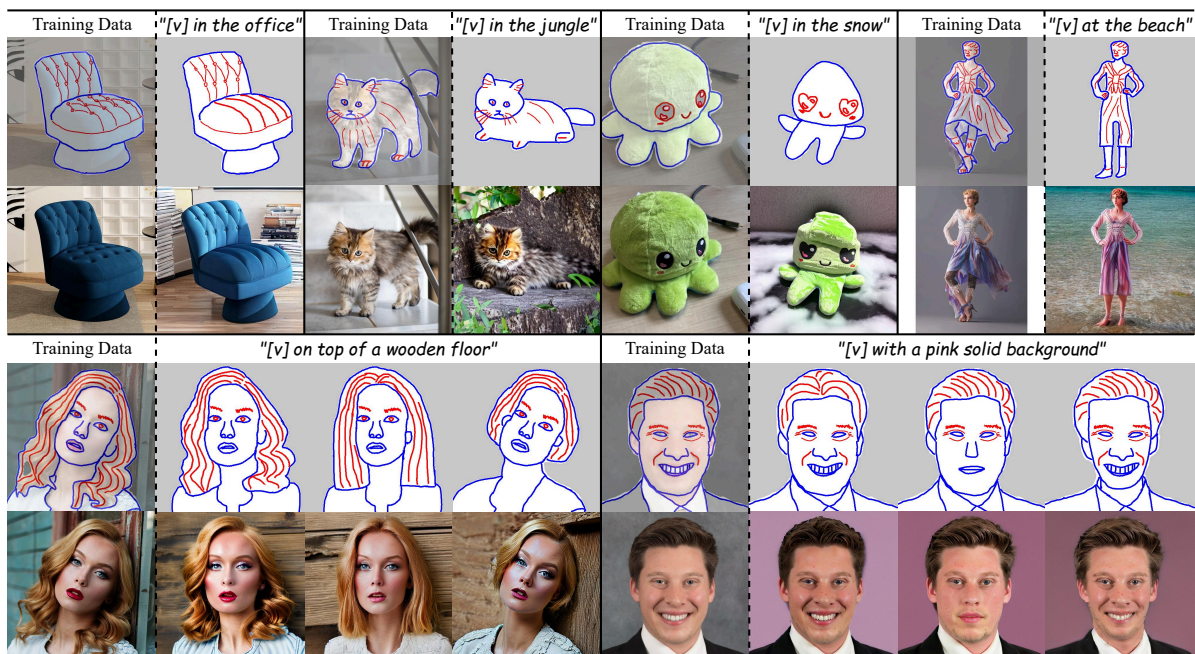 Training Data
"[v] in the office"
Training Data
"[v] in the jungle"
Training Data
"[v] in the snow"
Training Data
"[v] at the beach"
Training Data
"[v] on top of a wooden floor"
Training Data
"[v] with a pink solid background"